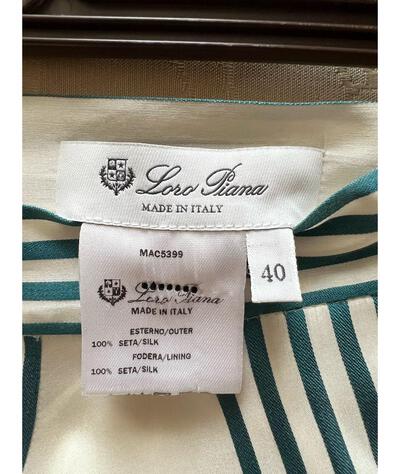 Loro Piana
MADE IN ITALY
MAC5399
40
Loro Piana
MADE IN ITALY
ESTERNO/OUTER
100% SETA/SILK
FODERA/LINING
100% SETA/SILK